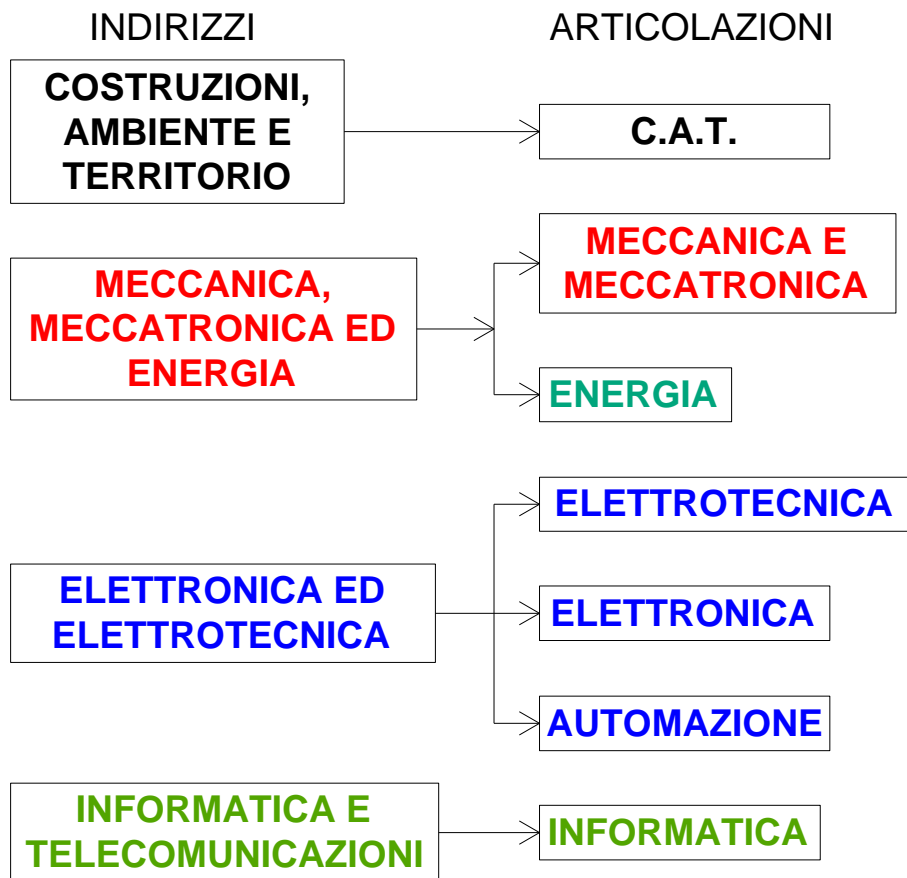 INDIRIZZI
ARTICOLAZIONI
COSTRUZIONI,
AMBIENTE E
TERRITORIO
C.A.T.
MECCANICA,
MECCATRONICA ED
ENERGIA
MECCANICA E
MECCATRONICA
ENERGIA
ELETTRONICA ED
ELETTROTECNICA
ELETTROTECNICA
ELETTRONICA
AUTOMAZIONE
INFORMATICA E
TELECOMUNICAZIONI
INFORMATICA